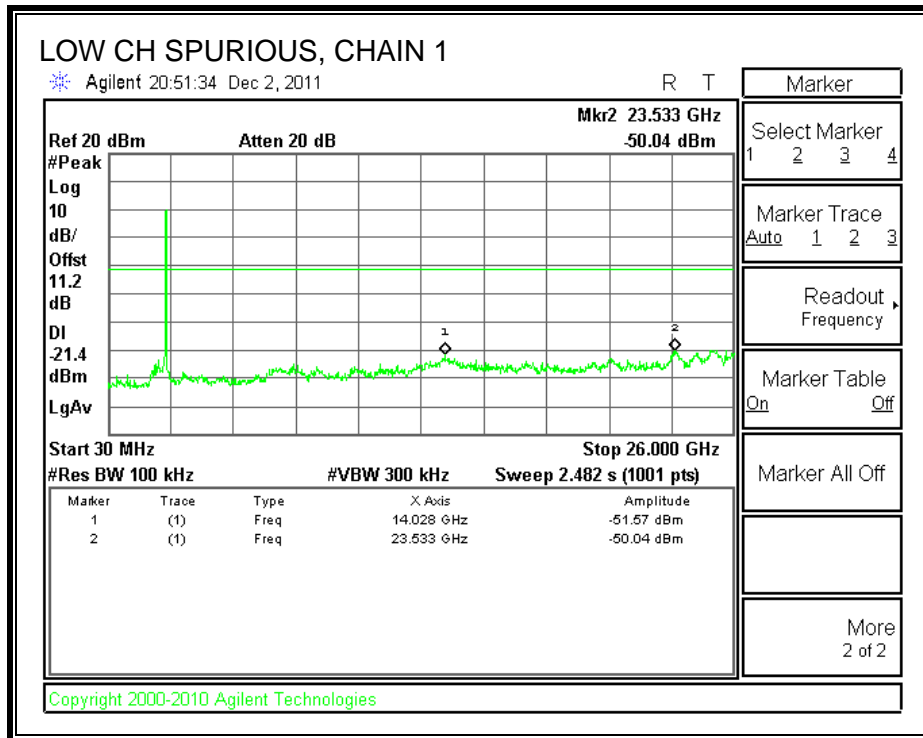 LOW CH SPURIOUS, CHAIN 1
Agilent 20:51:34 Dec 2, 2011 R T
Mkr2 23.533 GHz
Ref 20 dBm Atten 20 dB -50.04 dBm
#Peak
Log
10
dB/
Offst
11.2
dB
DI
-21.4
dBm
LgAv
1
2
Start 30 MHz Stop 26.000 GHz
#Res BW 100 kHz #VBW 300 kHz Sweep 2.482 s (1001 pts)
Marker Trace Type X Axis Amplitude
1 (1) Freq 14.028 GHz -51.57 dBm
2 (1) Freq 23.533 GHz -50.04 dBm
Marker
Select Marker
1 2 3 4
Marker Trace
Auto 1 2 3
Readout
Frequency
Marker Table
On Off
Marker All Off
More
2 of 2
Copyright 2000-2010 Agilent Technologies